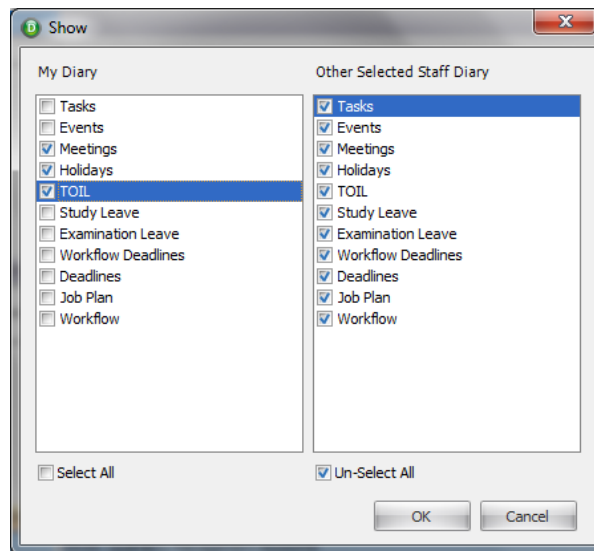 Show
My Diary
Tasks
Events
Meetings
Holidays
TOIL
Study Leave
Examination Leave
Workflow Deadlines
Deadlines
Job Plan
Workflow
Select All
Other Selected Staff Diary
Tasks
Events
Meetings
Holidays
TOIL
Study Leave
Examination Leave
Workflow Deadlines
Deadlines
Job Plan
Workflow
Un-Select All
OK
Cancel